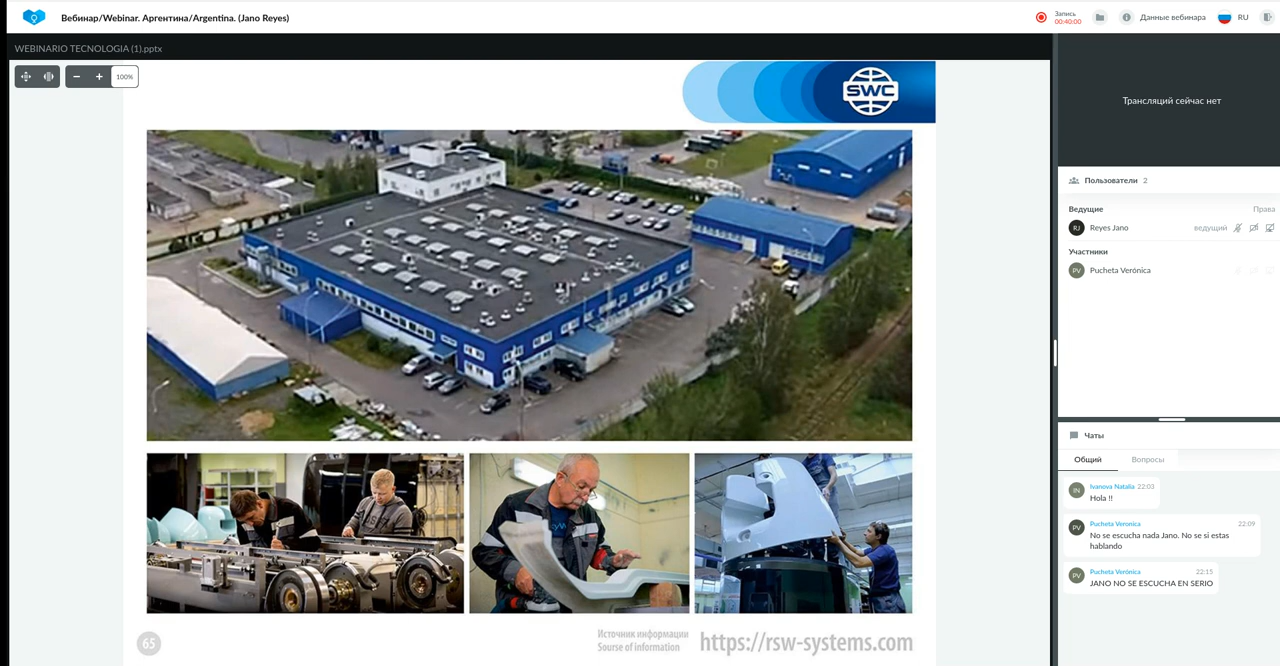 Вебинар/Webinar. Аргентина/Argentina. (Jano Reyes)
Запись
00:40:00
Данные вебинара
RU
WEBINARIO TECNOLOGIA (1).pptx
100%
SWC
65
Источник информации
Sourse of information
https://rsw-systems.com
Трансляций сейчас нет
Пользователи 2
Ведущие
Права
RJ
Reyes Jano
ведущий
Участники
PV
Pucheta Verónica
Чаты
Общий
Вопросы
IN
Ivanova Natalia 22:03
Hola !!
PV
Pucheta Veronica 22:09
No se escucha nada Jano. No se si estas
hablando
PV
Pucheta Verónica 22:15
JANO NO SE ESCUCHA EN SERIO